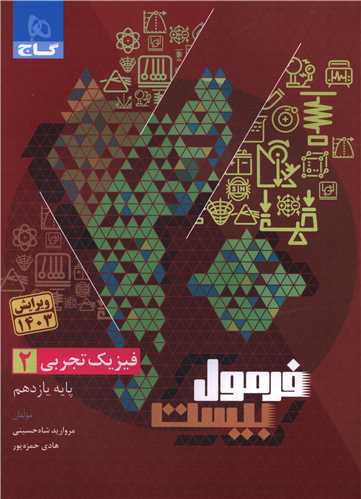 گاج
ویرایش
۱۴۰۳
فرمول
بیست
فیزیک تجربی ۲
پایه یازدهم
مؤلفان
مروارید شاه‌حسینی
هادی حمزه‌پور